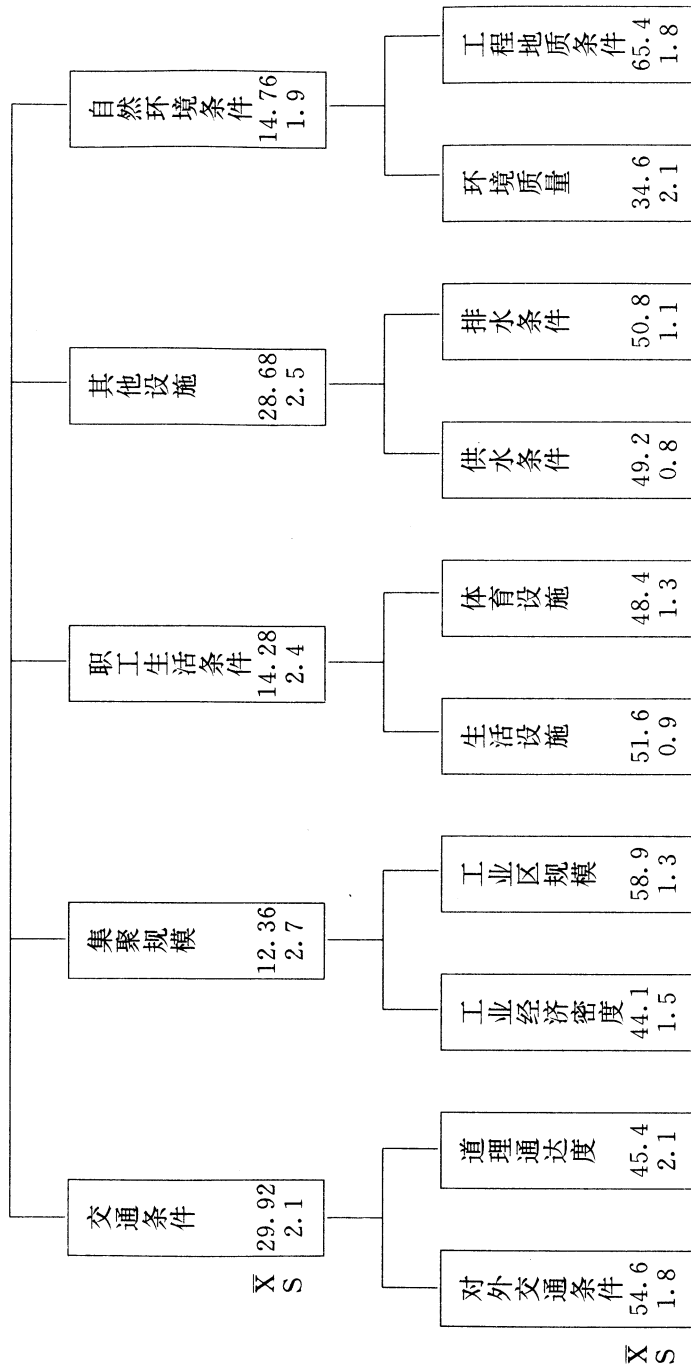 交通条件
29.92
2.1
集聚规模
12.36
2.7
职工生活条件
14.28
2.4
其他设施
28.68
2.5
自然环境条件
14.76
1.9
X̄
S
对外交通条件
54.6
1.8
道理通达度
45.4
2.1
工业经济密度
44.1
1.5
工业区规模
58.9
1.3
生活设施
51.6
0.9
体育设施
48.4
1.3
供水条件
49.2
0.8
排水条件
50.8
1.1
环境质量
34.6
2.1
工程地质条件
65.4
1.8
X̄
S